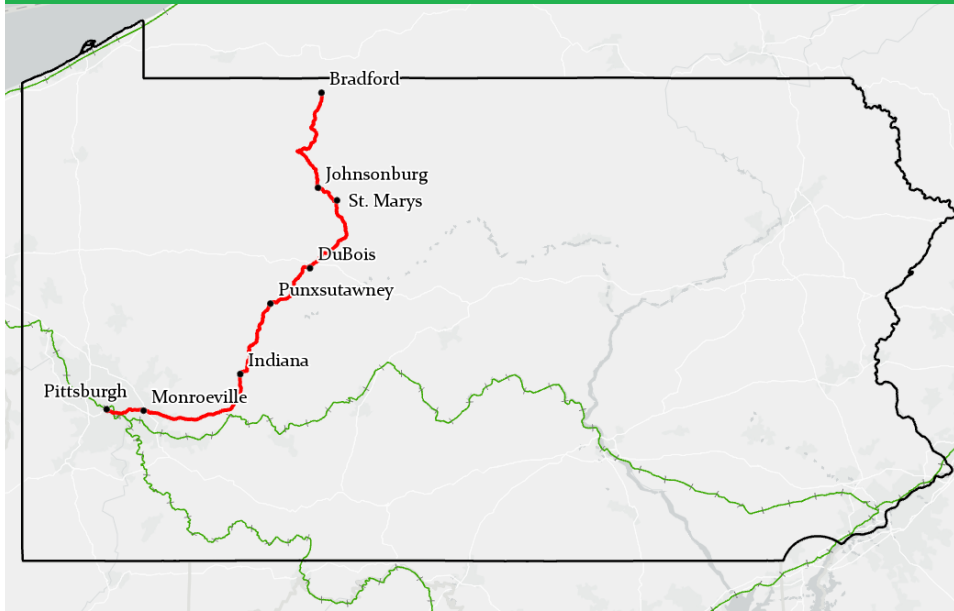 Bradford
Johnsonburg
St. Marys
DuBois
Punxsutawney
Indiana
Pittsburgh
Monroeville